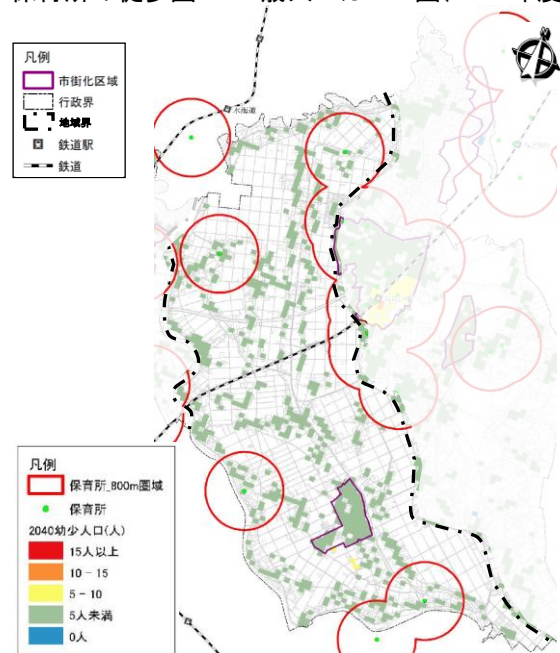 凡例
市街化区域
行政界
地域界
鉄道駅
鉄道
水海道
凡例
保育所_800m圏域
保育所
2040幼少人口(人)
15人以上
10 - 15
5 - 10
5人未満
0人